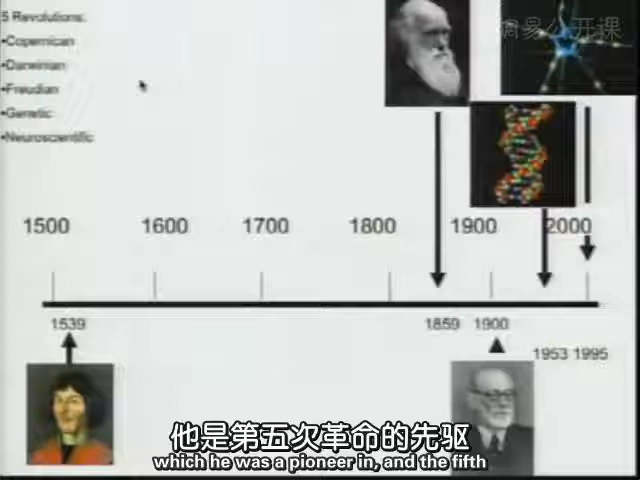 5 Revolutions:
•Copernican
•Darwinian
•Freudian
•Genetic
•Neuroscientific
网易公开课
1500 1600 1700 1800 1900 2000
1539 1859 1900
1953 1995
他是第五次革命的先驱
which he was a pioneer in, and the fifth